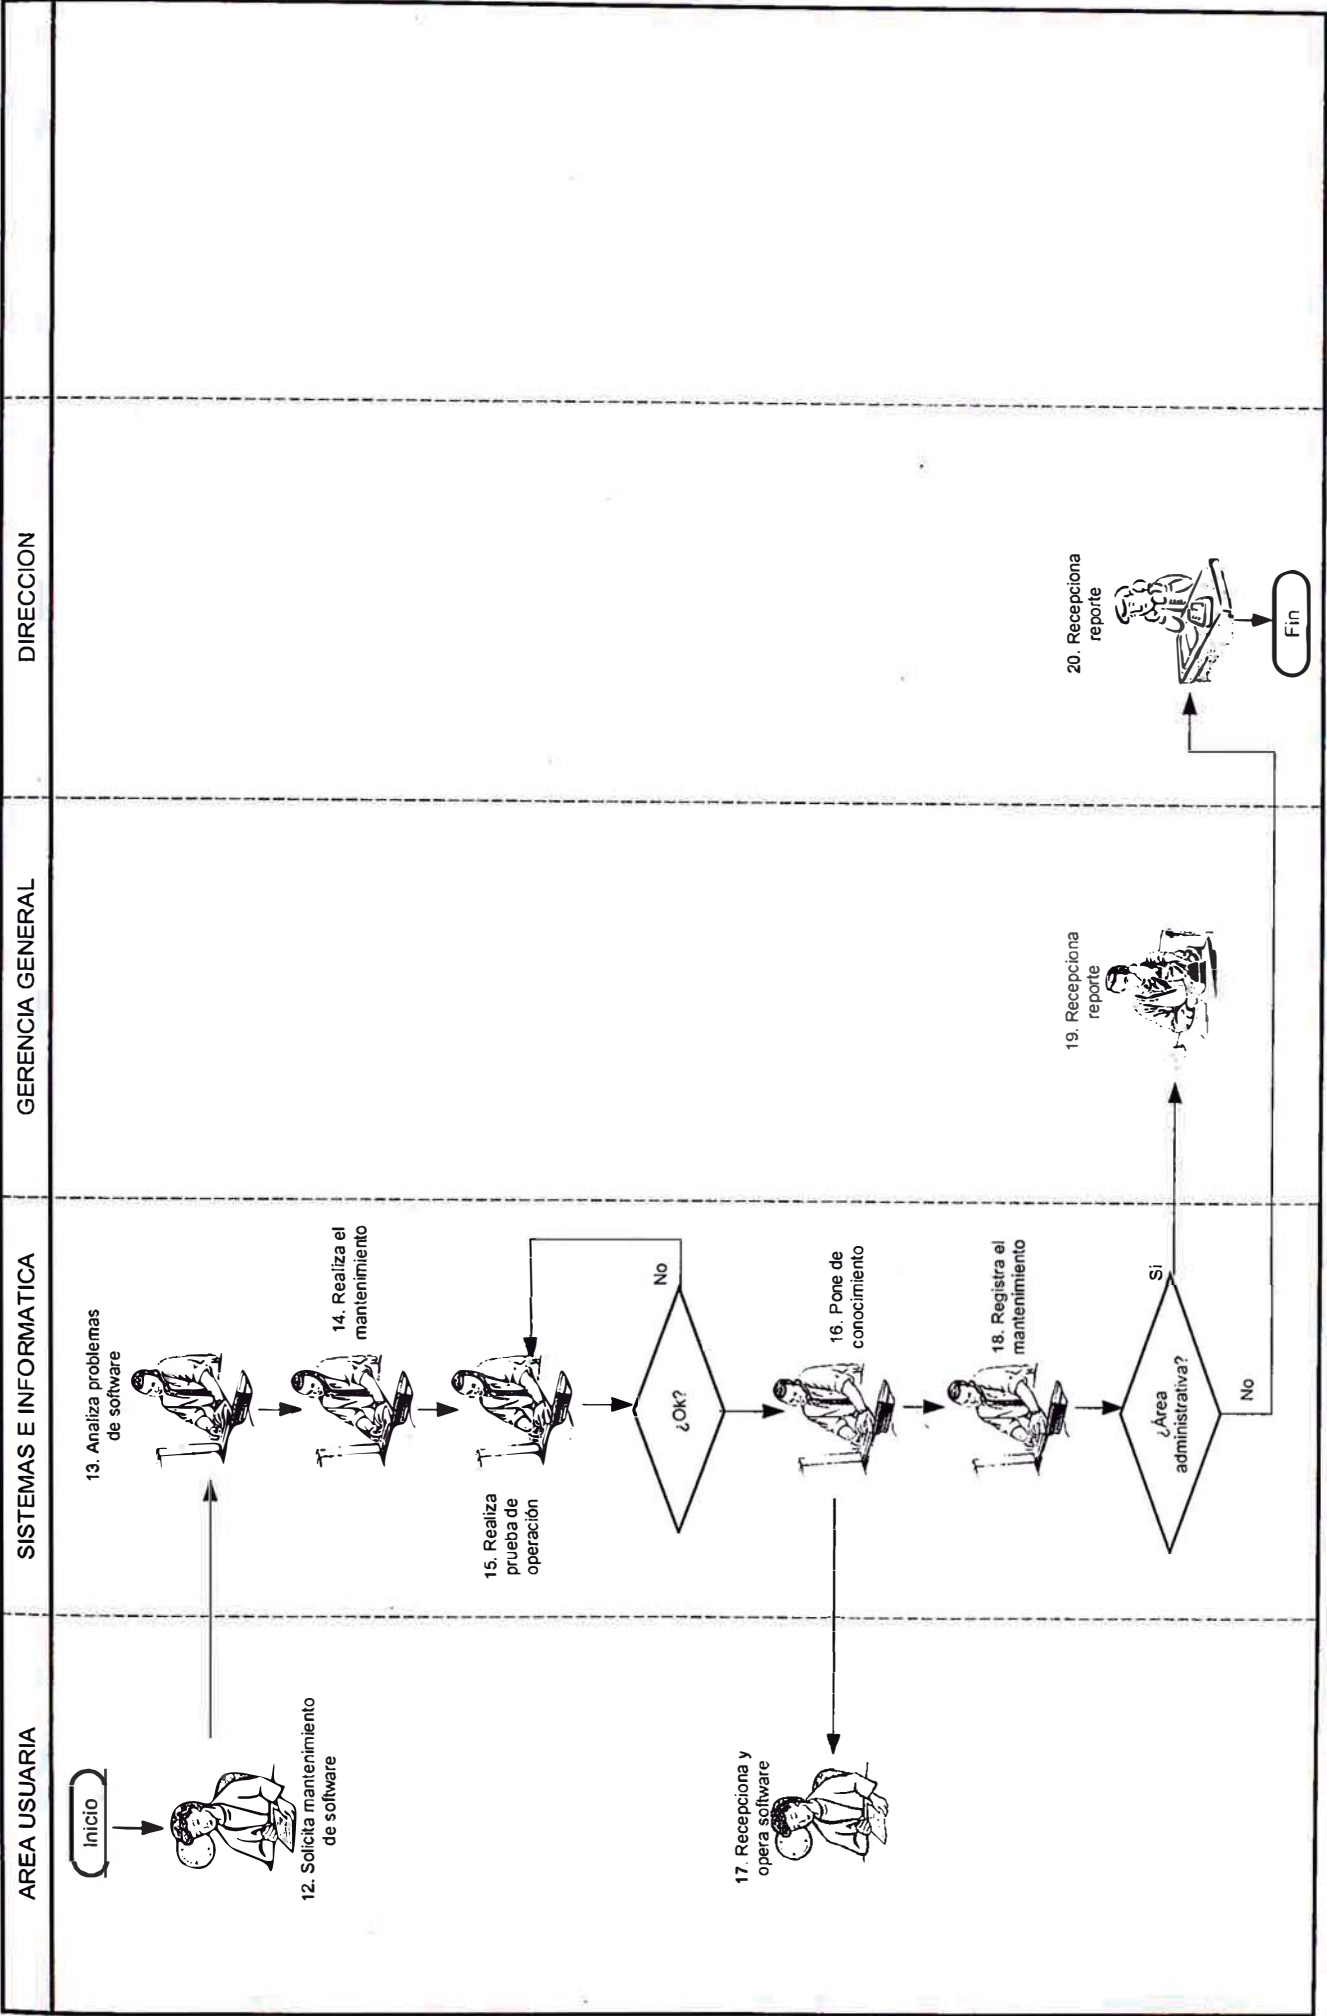 AREA USUARIA
SISTEMAS E INFORMATICA
GERENCIA GENERAL
DIRECCION
Inicio
12. Solicita mantenimiento
de software
13. Analiza problemas
de software
14. Realiza el
mantenimiento
15. Realiza
prueba de
operación
¿Ok?
No
16. Pone de
conocimiento
17. Recepciona y
opera software
18. Registra el
mantenimiento
¿Área
administrativa?
Si
No
19. Recepciona
reporte
20. Recepciona
reporte
Fin